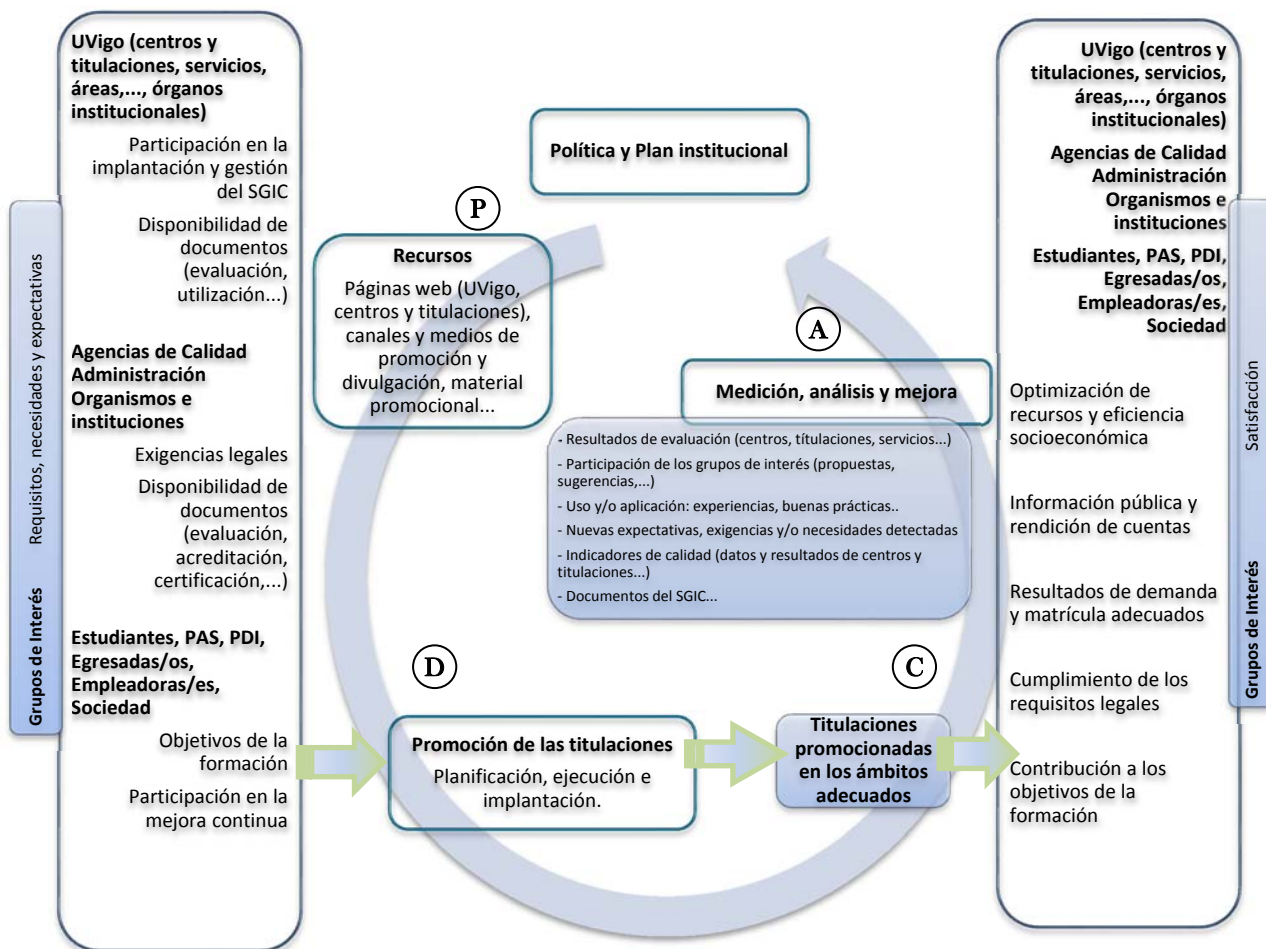 Grupos de Interés Requisitos, necesidades y expectativas
UVigo (centros y
titulaciones, servicios,
áreas,..., órganos
institucionales)
Participación en la
implantación y gestión
del SGIC
Disponibilidad de
documentos
(evaluación,
utilización...)
Agencias de Calidad
Administración
Organismos e
instituciones
Exigencias legales
Disponibilidad de
documentos
(evaluación,
acreditación,
certificación,...)
Estudiantes, PAS, PDI,
Egresadas/os,
Empleadoras/es,
Sociedad
Objetivos de la
formación
Participación en la
mejora continua
Política y Plan institucional
P
Recursos
Páginas web (UVigo,
centros y titulaciones),
canales y medios de
promoción y
divulgación, material
promocional...
A
Medición, análisis y mejora
- Resultados de evaluación (centros, títulaciones, servicios...)
- Participación de los grupos de interés (propuestas,
sugerencias,...)
- Uso y/o aplicación: experiencias, buenas prácticas..
- Nuevas expectativas, exigencias y/o necesidades detectadas
- Indicadores de calidad (datos y resultados de centros y
titulaciones...)
- Documentos del SGIC...
D
Promoción de las titulaciones
Planificación, ejecución e
implantación.
C
Titulaciones
promocionadas
en los ámbitos
adecuados
UVigo (centros y
titulaciones, servicios,
áreas,..., órganos
institucionales)
Agencias de Calidad
Administración
Organismos e
instituciones
Estudiantes, PAS, PDI,
Egresadas/os,
Empleadoras/es,
Sociedad
Optimización de
recursos y eficiencia
socioeconómica
Información pública y
rendición de cuentas
Resultados de demanda
y matrícula adecuados
Cumplimiento de los
requisitos legales
Contribución a los
objetivos de la
formación
Grupos de Interés Satisfacción